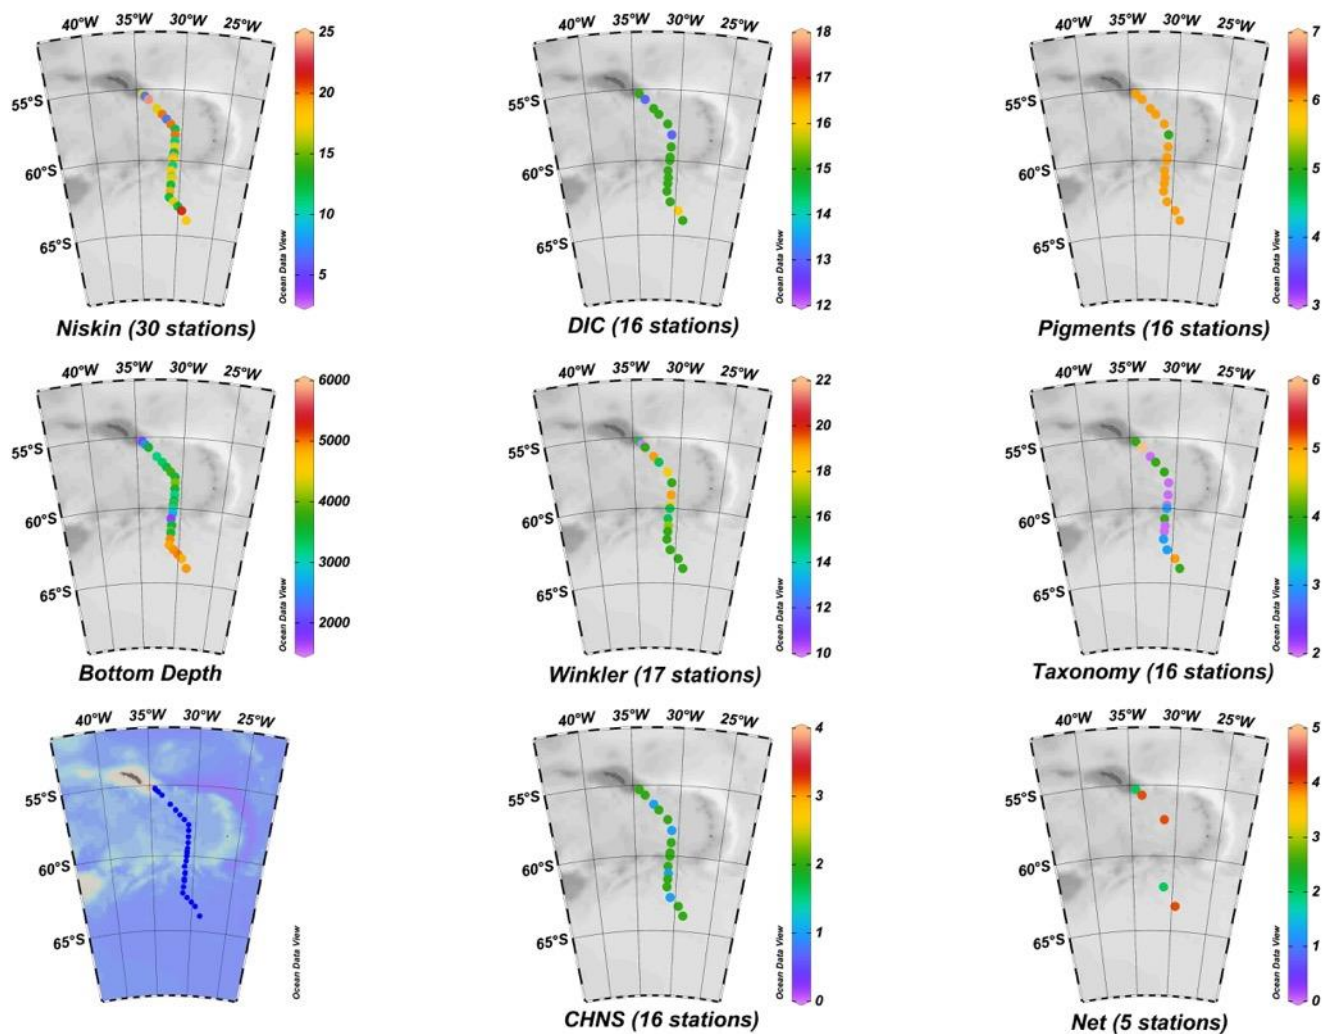 40°W 35°W 30°W 25°W
55°S
60°S
65°S
25
20
15
10
5
Ocean Data View
Niskin (30 stations)
40°W 35°W 30°W 25°W
55°S
60°S
65°S
18
17
16
15
14
13
12
Ocean Data View
DIC (16 stations)
40°W 35°W 30°W 25°W
55°S
60°S
65°S
7
6
5
4
3
Ocean Data View
Pigments (16 stations)
40°W 35°W 30°W 25°W
55°S
60°S
65°S
6000
5000
4000
3000
2000
Ocean Data View
Bottom Depth
40°W 35°W 30°W 25°W
55°S
60°S
65°S
22
20
18
16
14
12
10
Ocean Data View
Winkler (17 stations)
40°W 35°W 30°W 25°W
55°S
60°S
65°S
6
5
4
3
2
Ocean Data View
Taxonomy (16 stations)
40°W 35°W 30°W 25°W
55°S
60°S
65°S
Ocean Data View
40°W 35°W 30°W 25°W
55°S
60°S
65°S
4
3
2
1
0
Ocean Data View
CHNS (16 stations)
40°W 35°W 30°W 25°W
55°S
60°S
65°S
5
4
3
2
1
0
Ocean Data View
Net (5 stations)